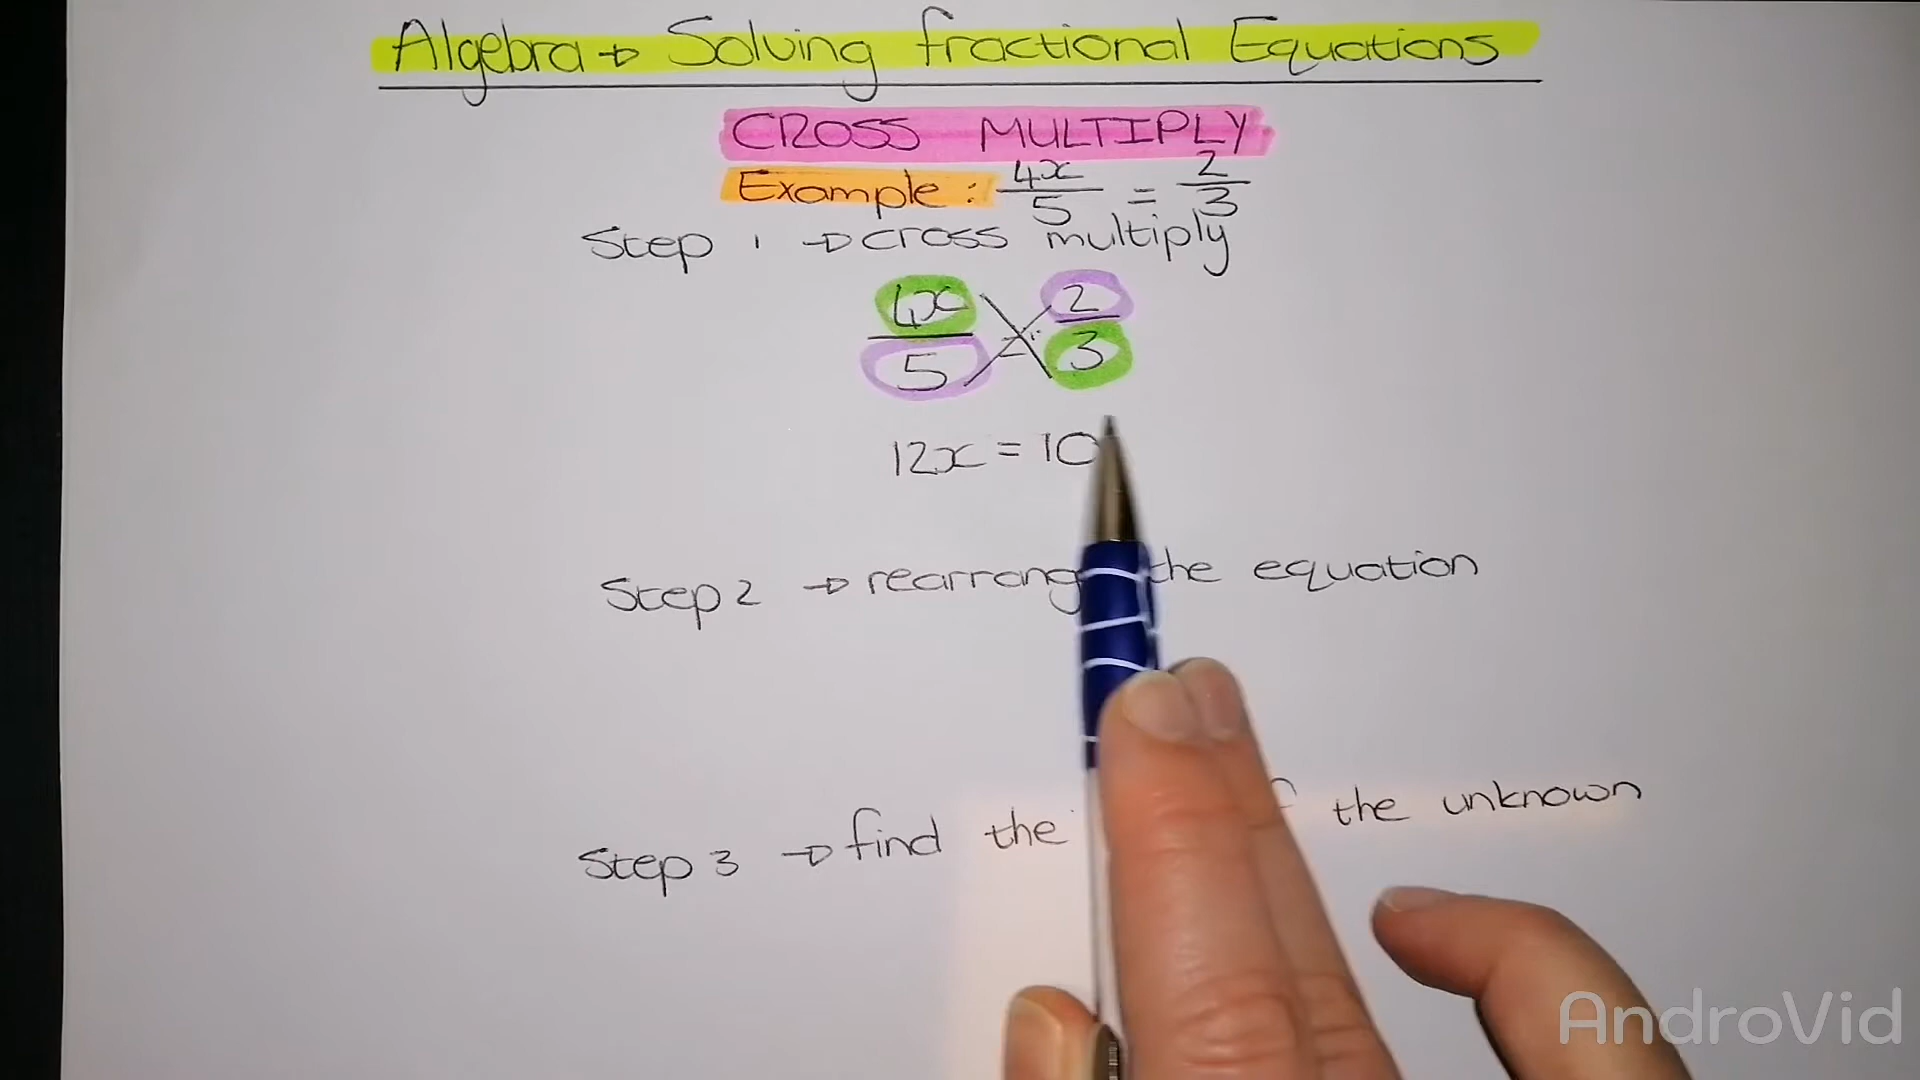 Algebra → Solving fractional Equations
CROSS MULTIPLY
Example: 4x/5 = 2/3
Step 1 → cross multiply
4x/5 = 2/3
12x = 10
Step 2 → rearrange the equation
Step 3 → find the of the unknown
AndroVid